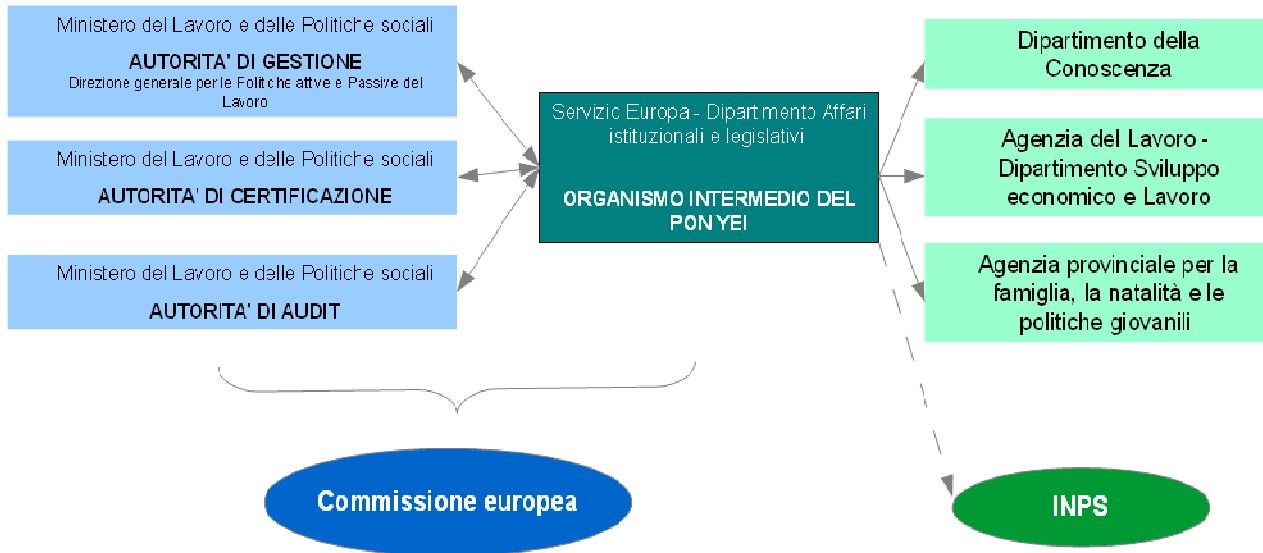 Ministero del Lavoro e delle Politiche sociali
AUTORITA' DI GESTIONE
Direzione generale per le Politiche attive e Passive del
Lavoro
Ministero del Lavoro e delle Politiche sociali
AUTORITA' DI CERTIFICAZIONE
Ministero del Lavoro e delle Politiche sociali
AUTORITA' DI AUDIT
Servizio Europa - Dipartimento Affari
istituzionali e legislativi
ORGANISMO INTERMEDIO DEL
PON YEI
Dipartimento della
Conoscenza
Agenzia del Lavoro -
Dipartimento Sviluppo
economico e Lavoro
Agenzia provinciale per la
famiglia, la natalità e le
politiche giovanili
Commissione europea
INPS